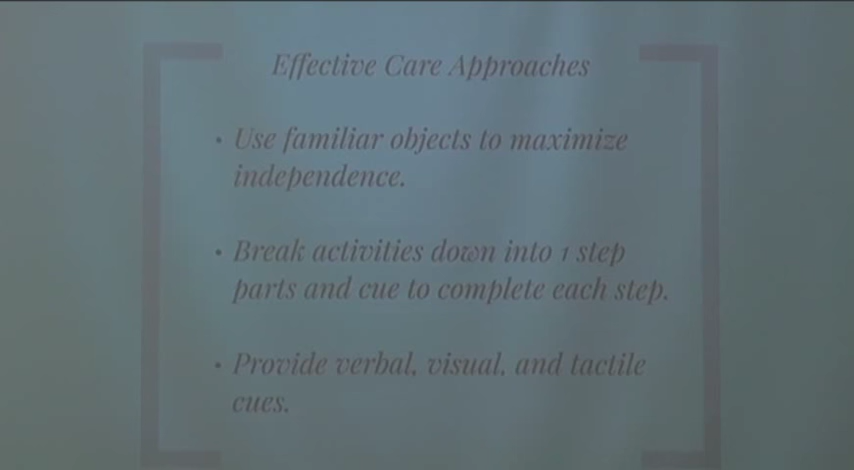 Effective Care Approaches
• Use familiar objects to maximize
independence.
• Break activities down into 1 step
parts and cue to complete each step.
• Provide verbal, visual, and tactile
cues.